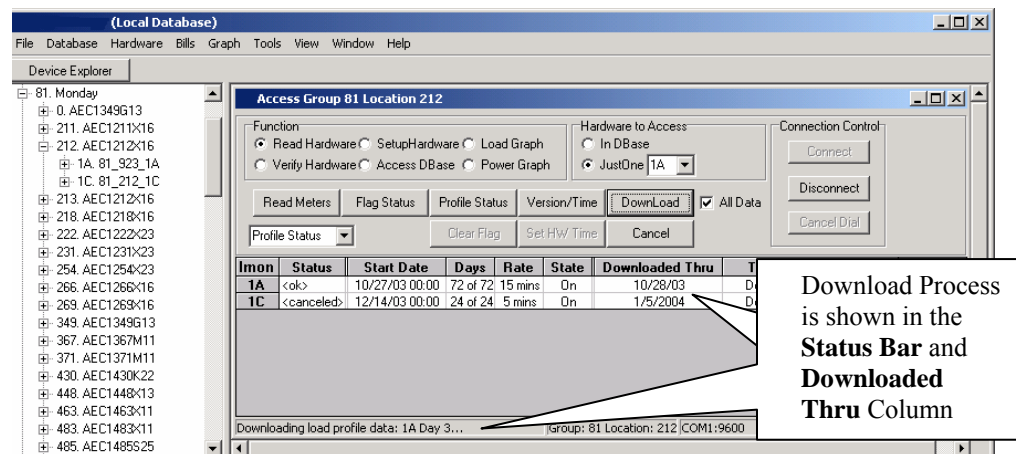 (Local Database)
File Database Hardware Bills Graph Tools View Window Help
Device Explorer
81. Monday
0. AEC1349G13
211. AEC1211X16
212. AEC1212X16
1A. 81_923_1A
1C. 81_212_1C
213. AEC1212X16
218. AEC1218X16
222. AEC1222X23
231. AEC1231X23
254. AEC1254X23
266. AEC1266X16
269. AEC1269X16
349. AEC1349G13
367. AEC1367M11
371. AEC1371M11
430. AEC1430K22
448. AEC1448X13
463. AEC1463X11
483. AEC1483X11
485. AEC1485S25
Access Group 81 Location 212
Function
Read Hardware SetupHardware Load Graph
Verify Hardware Access DBase Power Graph
Hardware to Access
In DBase
JustOne 1A
Connection Control
Connect
Disconnect
Cancel Dial
Read Meters Flag Status Profile Status Version/Time DownLoad All Data
Profile Status Clear Flag Set HW Time Cancel
Imon Status Start Date Days Rate State Downloaded Thru
1A <ok> 10/27/03 00:00 72 of 72 15 mins On 10/28/03
1C <canceled> 12/14/03 00:00 24 of 24 5 mins On 1/5/2004
Downloading load profile data: 1A Day 3... Group: 81 Location: 212 COM1:9600
Download Process
is shown in the
Status Bar and
Downloaded
Thru Column